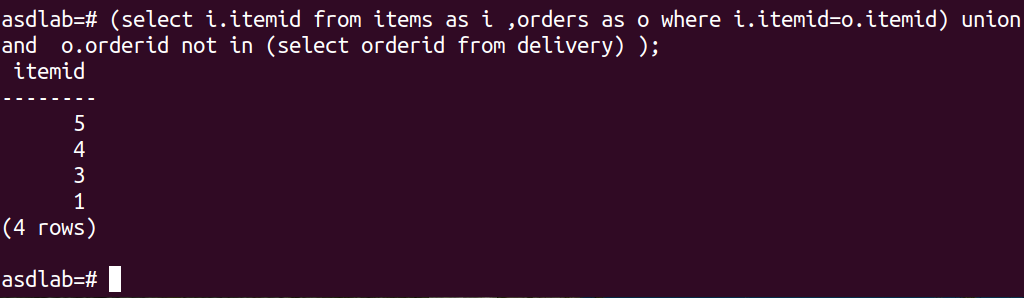 asdlab=# (select i.itemid from items as i ,orders as o where i.itemid=o.itemid) union
and  o.orderid not in (select orderid from delivery) );
 itemid
--------
      5
      4
      3
      1
(4 rows)

asdlab=#